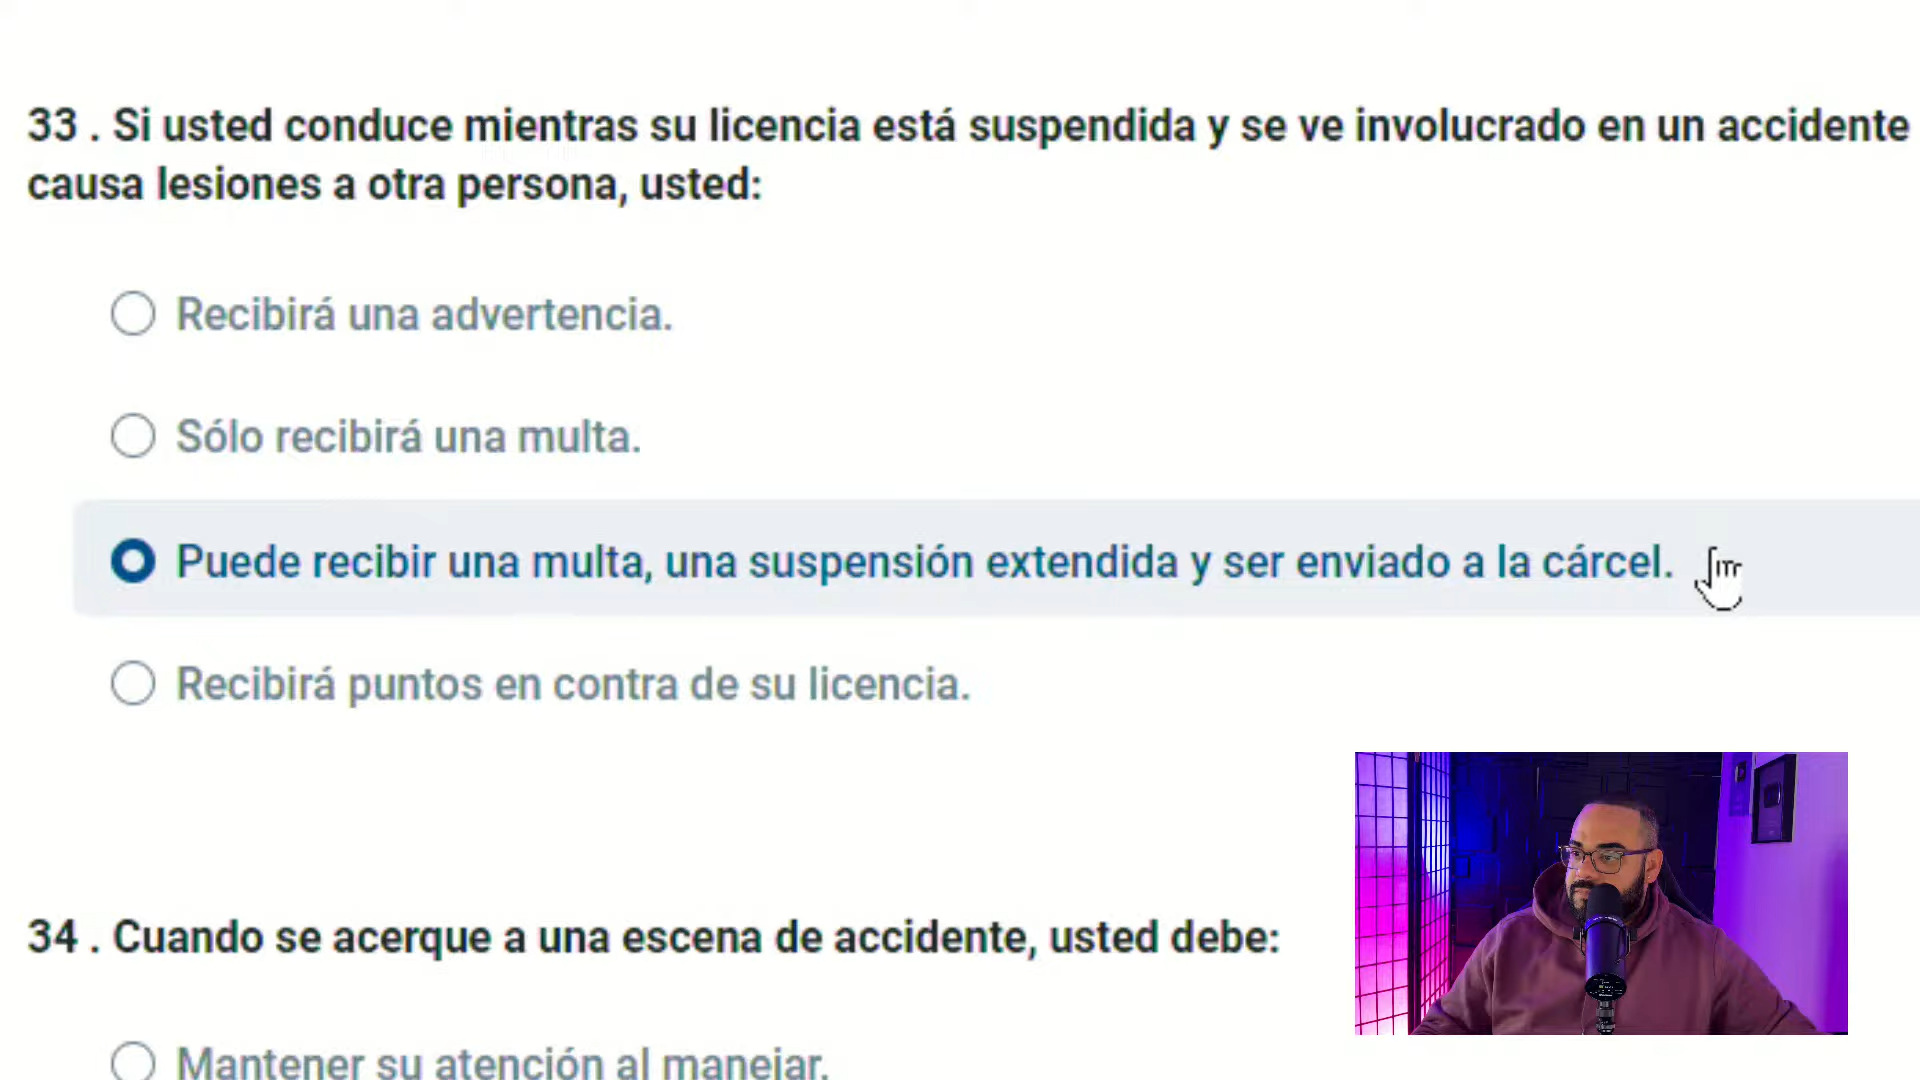 33 . Si usted conduce mientras su licencia está suspendida y se ve involucrado en un accidente
causa lesiones a otra persona, usted:
Recibirá una advertencia.
Sólo recibirá una multa.
Puede recibir una multa, una suspensión extendida y ser enviado a la cárcel.
Recibirá puntos en contra de su licencia.
34 . Cuando se acerque a una escena de accidente, usted debe:
Mantener su atención al manejar.